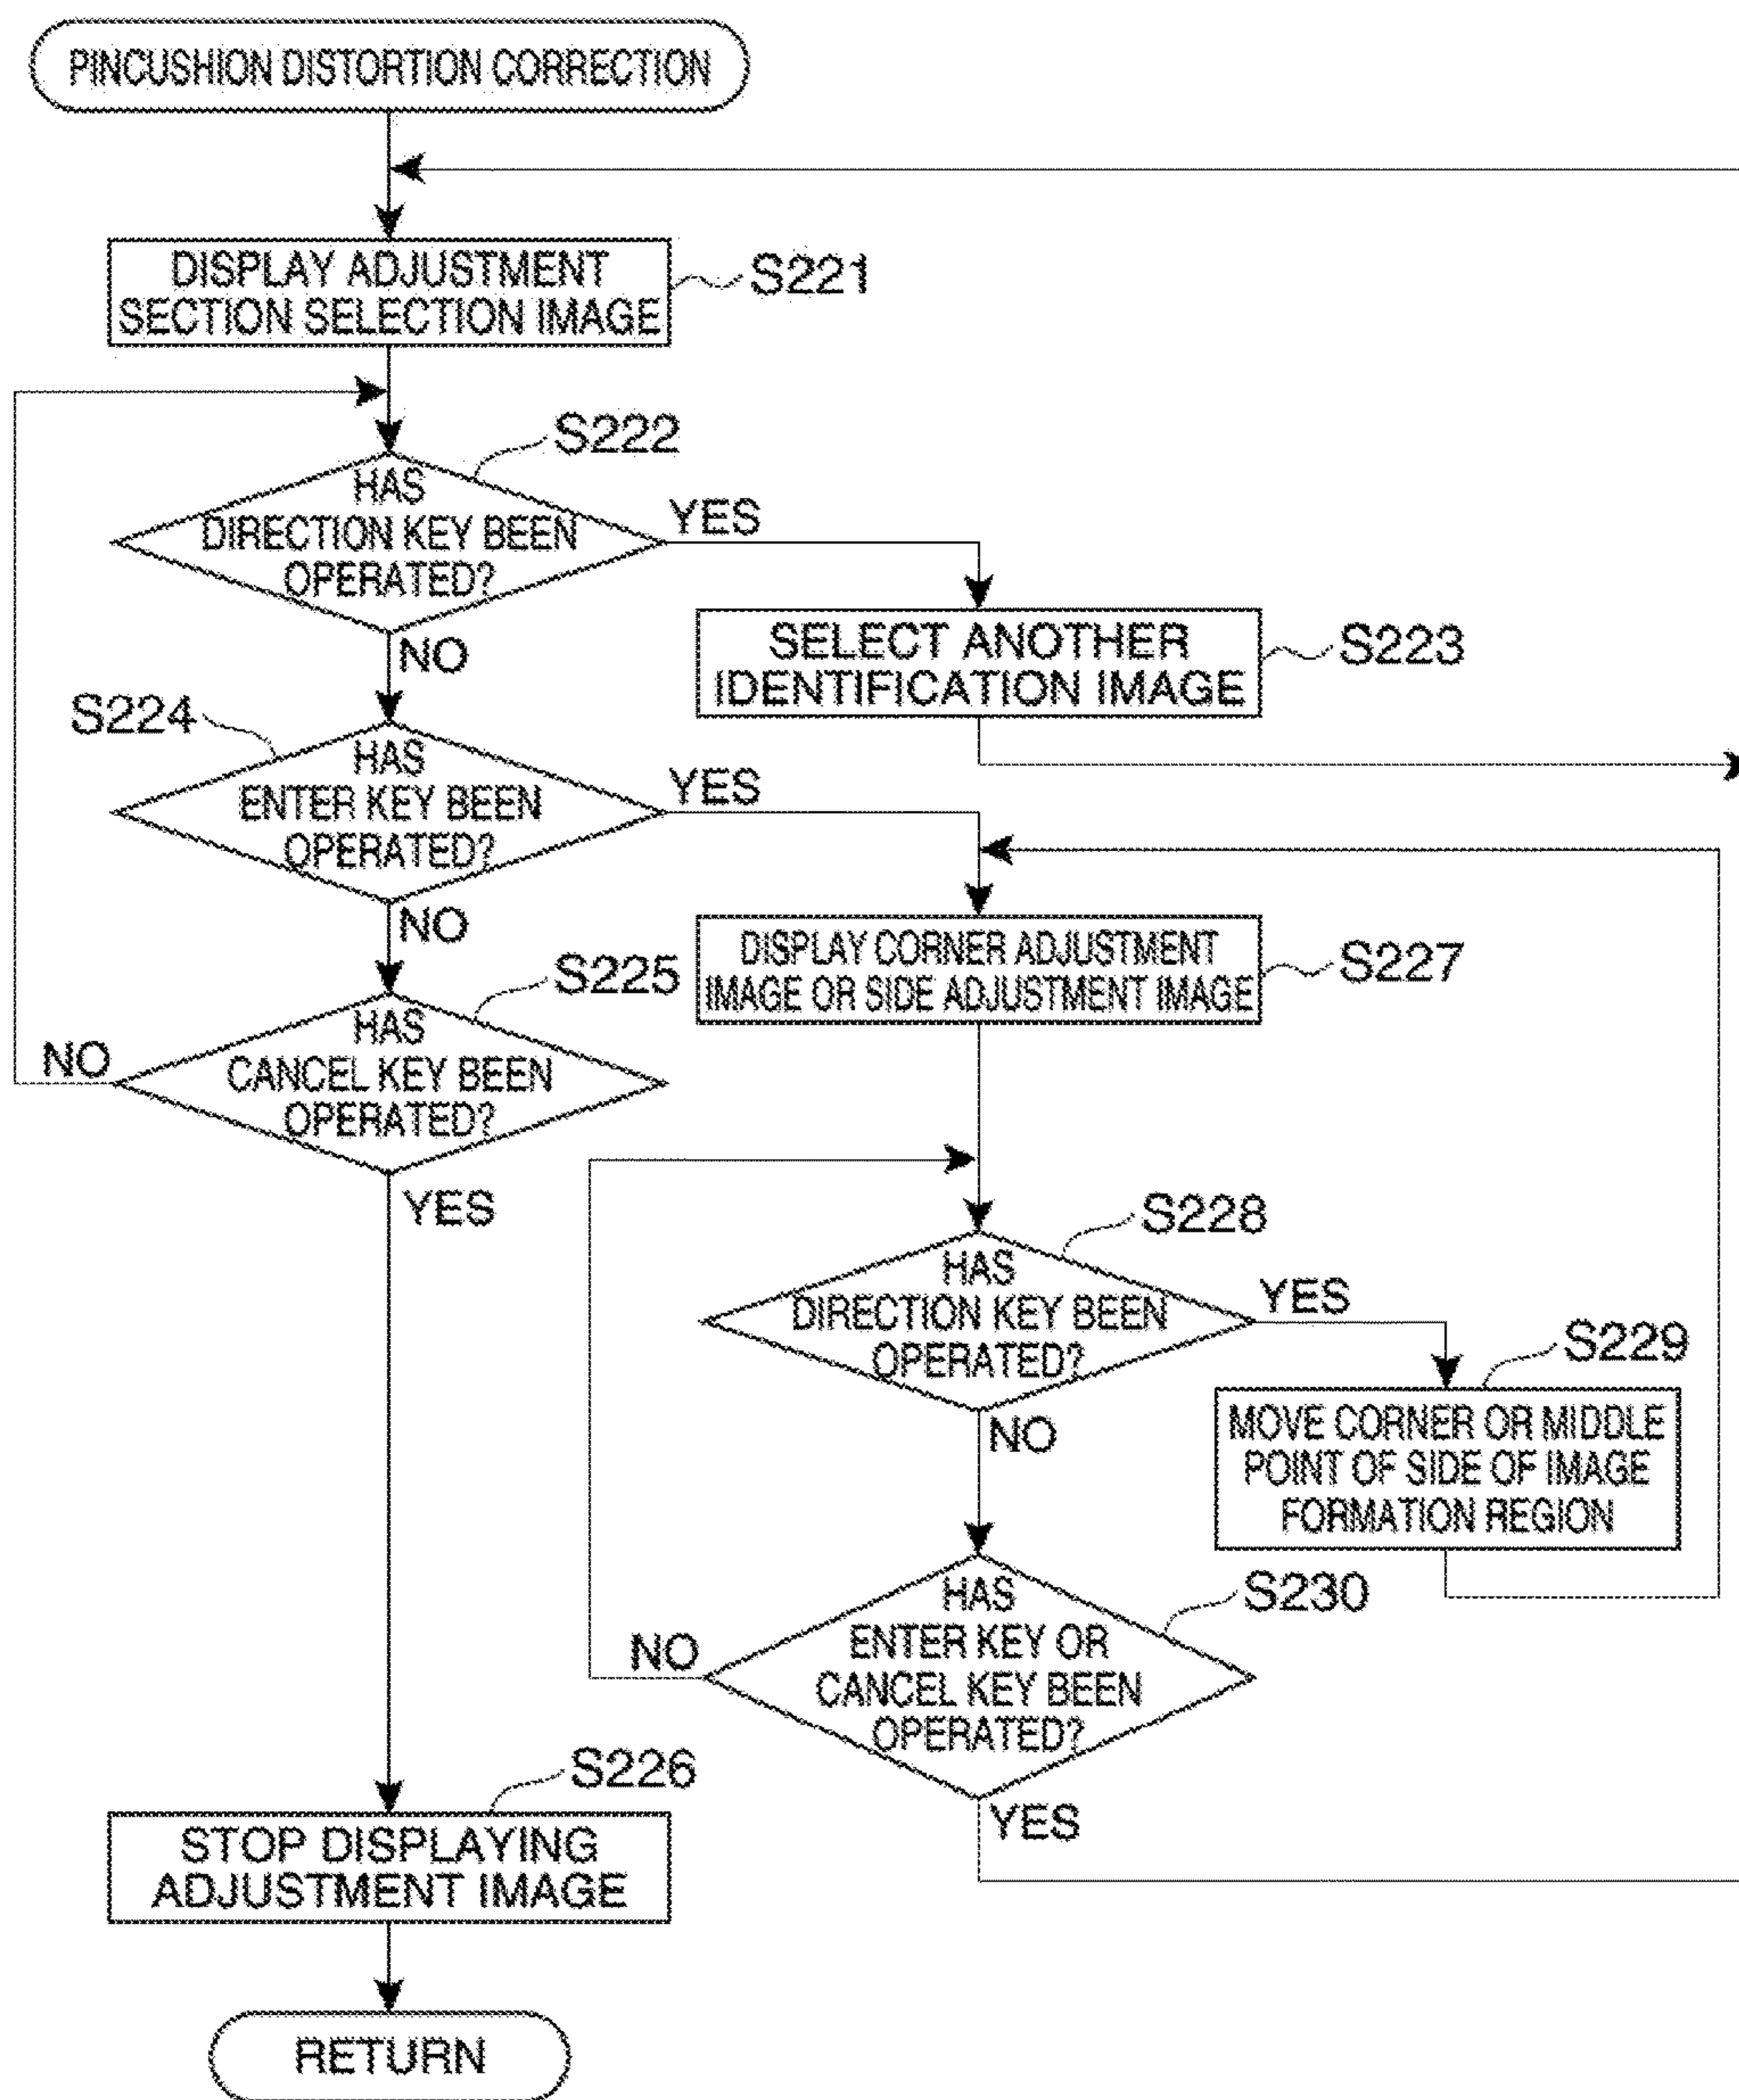 PINCUSHION DISTORTION CORRECTION
DISPLAY ADJUSTMENT
SECTION SELECTION IMAGE
S221
S222
HAS
DIRECTION KEY BEEN
OPERATED?
YES
NO
SELECT ANOTHER
IDENTIFICATION IMAGE
S223
S224
HAS
ENTER KEY BEEN
OPERATED?
YES
NO
S225
HAS
CANCEL KEY BEEN
OPERATED?
NO
YES
DISPLAY CORNER ADJUSTMENT
IMAGE OR SIDE ADJUSTMENT IMAGE
S227
S228
HAS
DIRECTION KEY BEEN
OPERATED?
YES
NO
S229
MOVE CORNER OR MIDDLE
POINT OF SIDE OF IMAGE
FORMATION REGION
S230
HAS
ENTER KEY OR
CANCEL KEY BEEN
OPERATED?
NO
YES
S226
STOP DISPLAYING
ADJUSTMENT IMAGE
RETURN